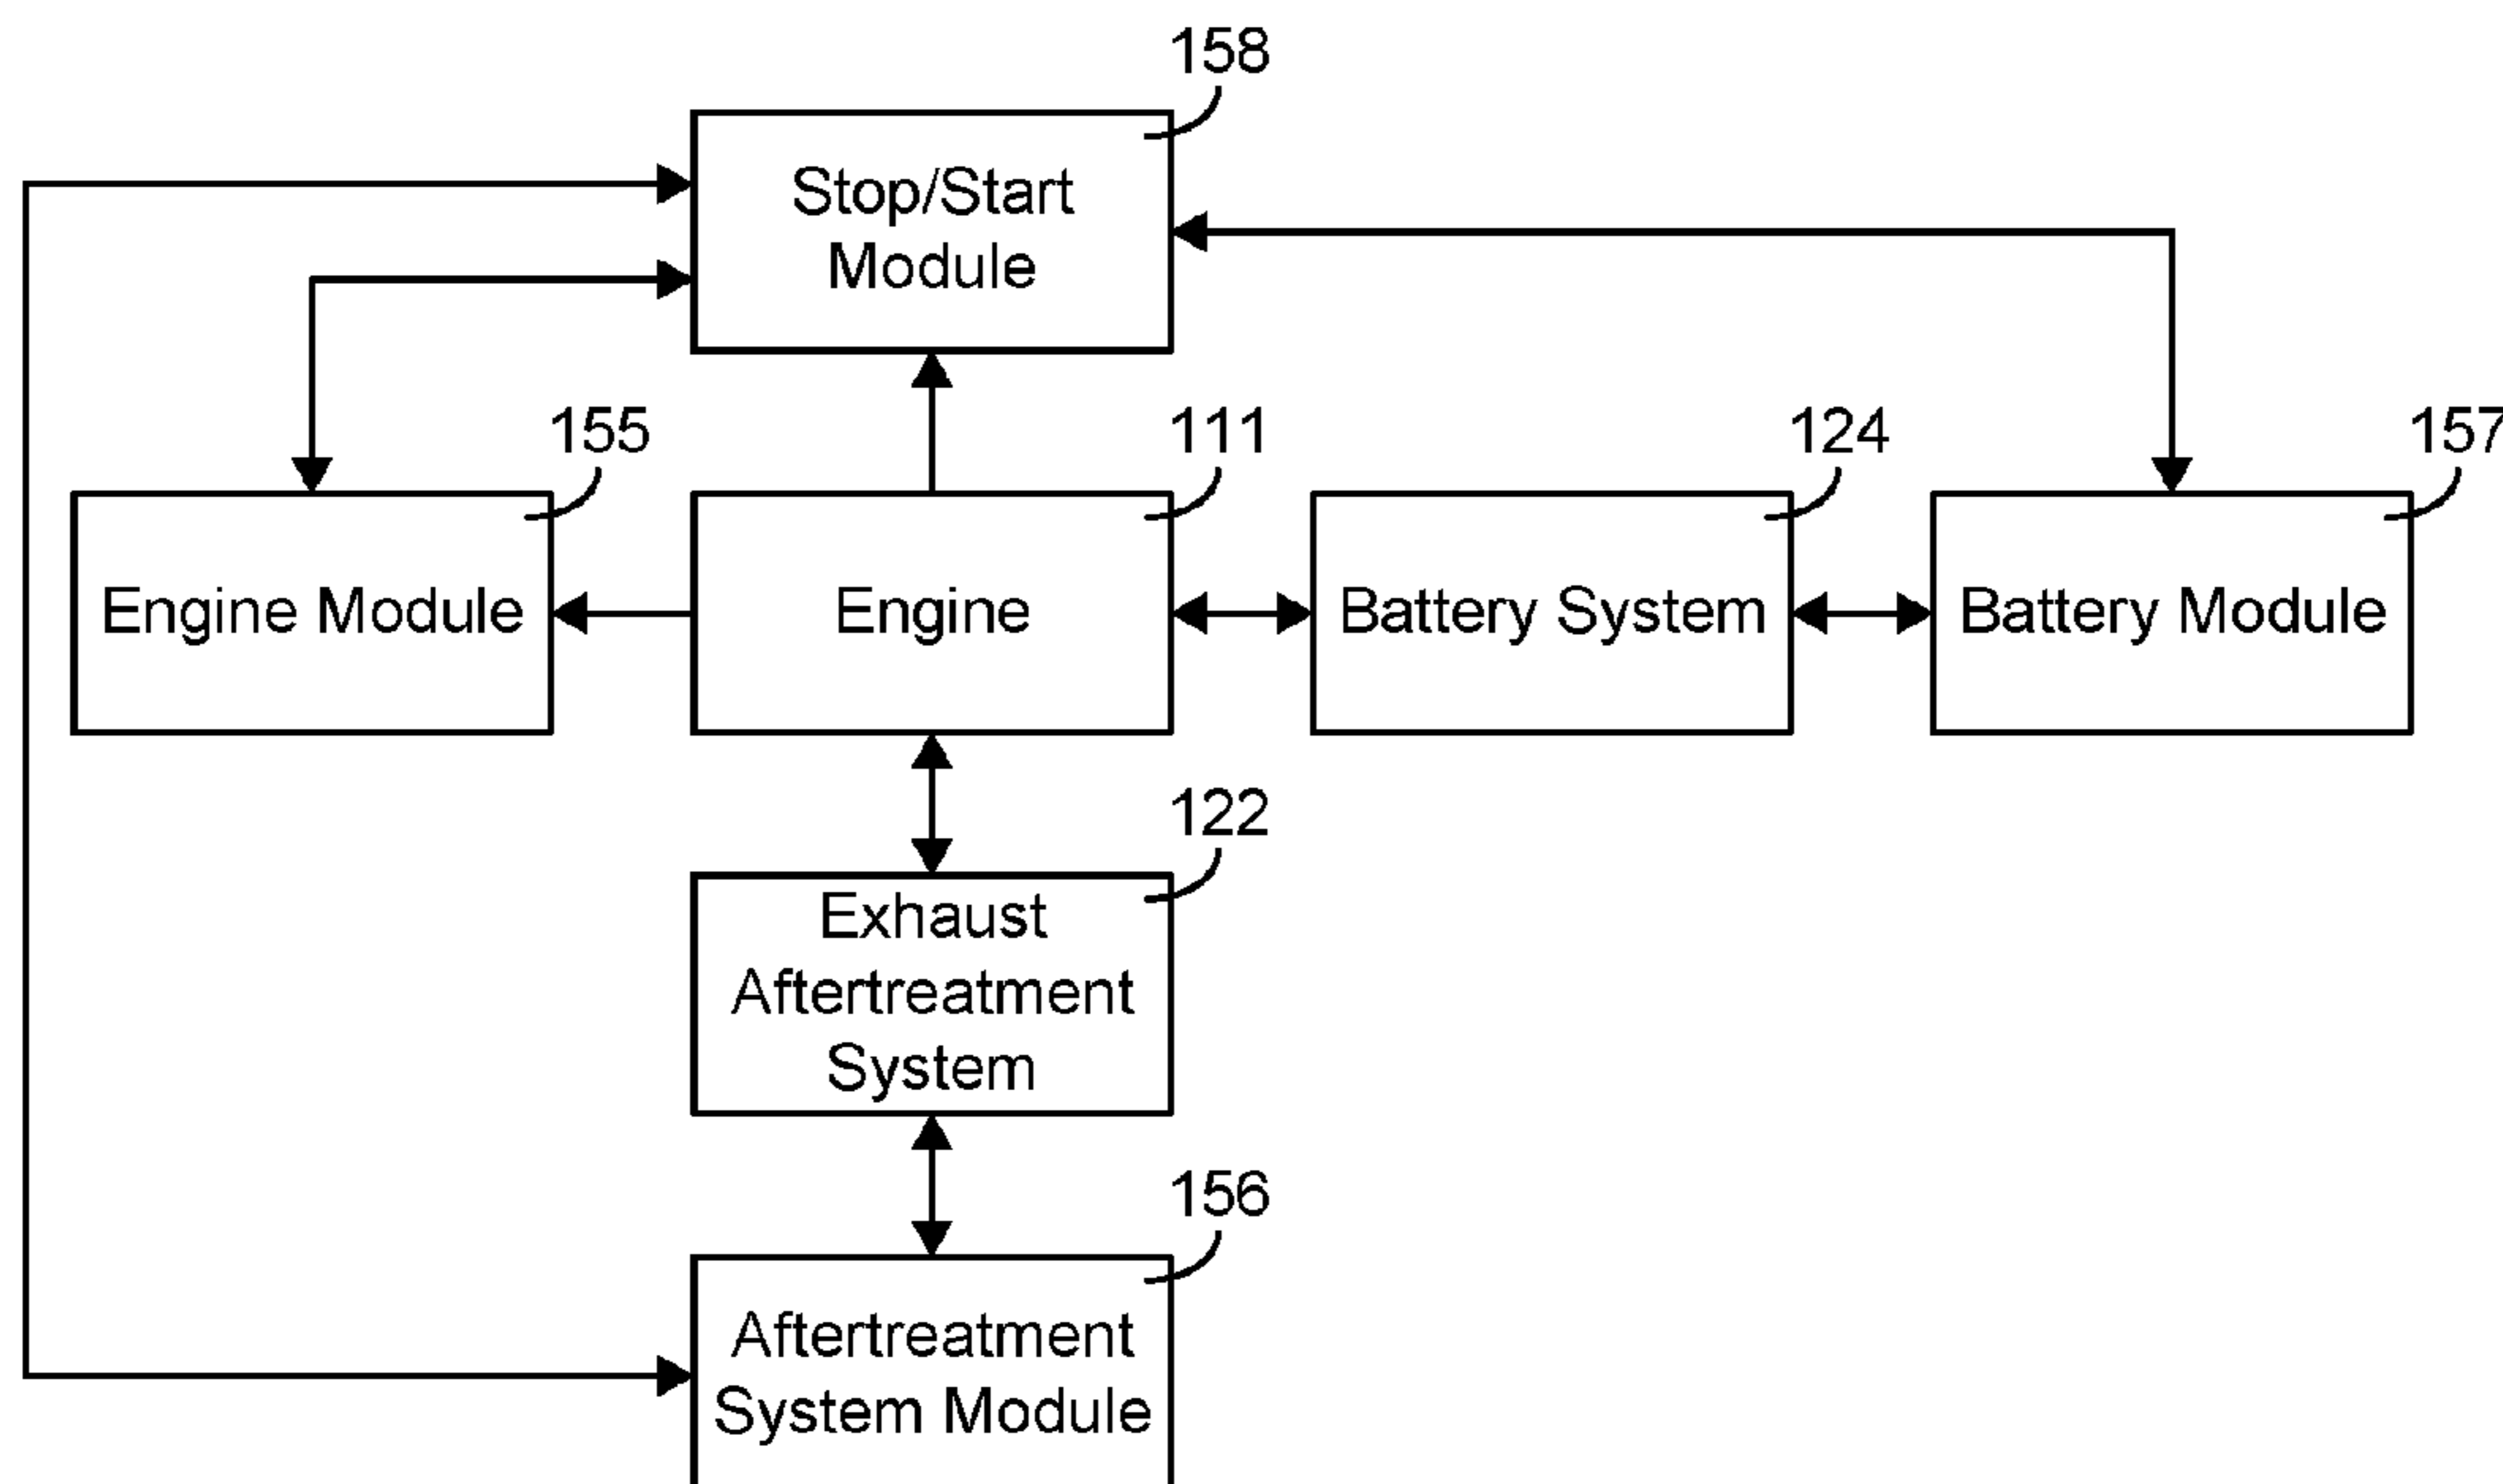 158
Stop/Start
Module
155
111
124
157
Engine Module
Engine
Battery System
Battery Module
122
Exhaust
Aftertreatment
System
156
Aftertreatment
System Module